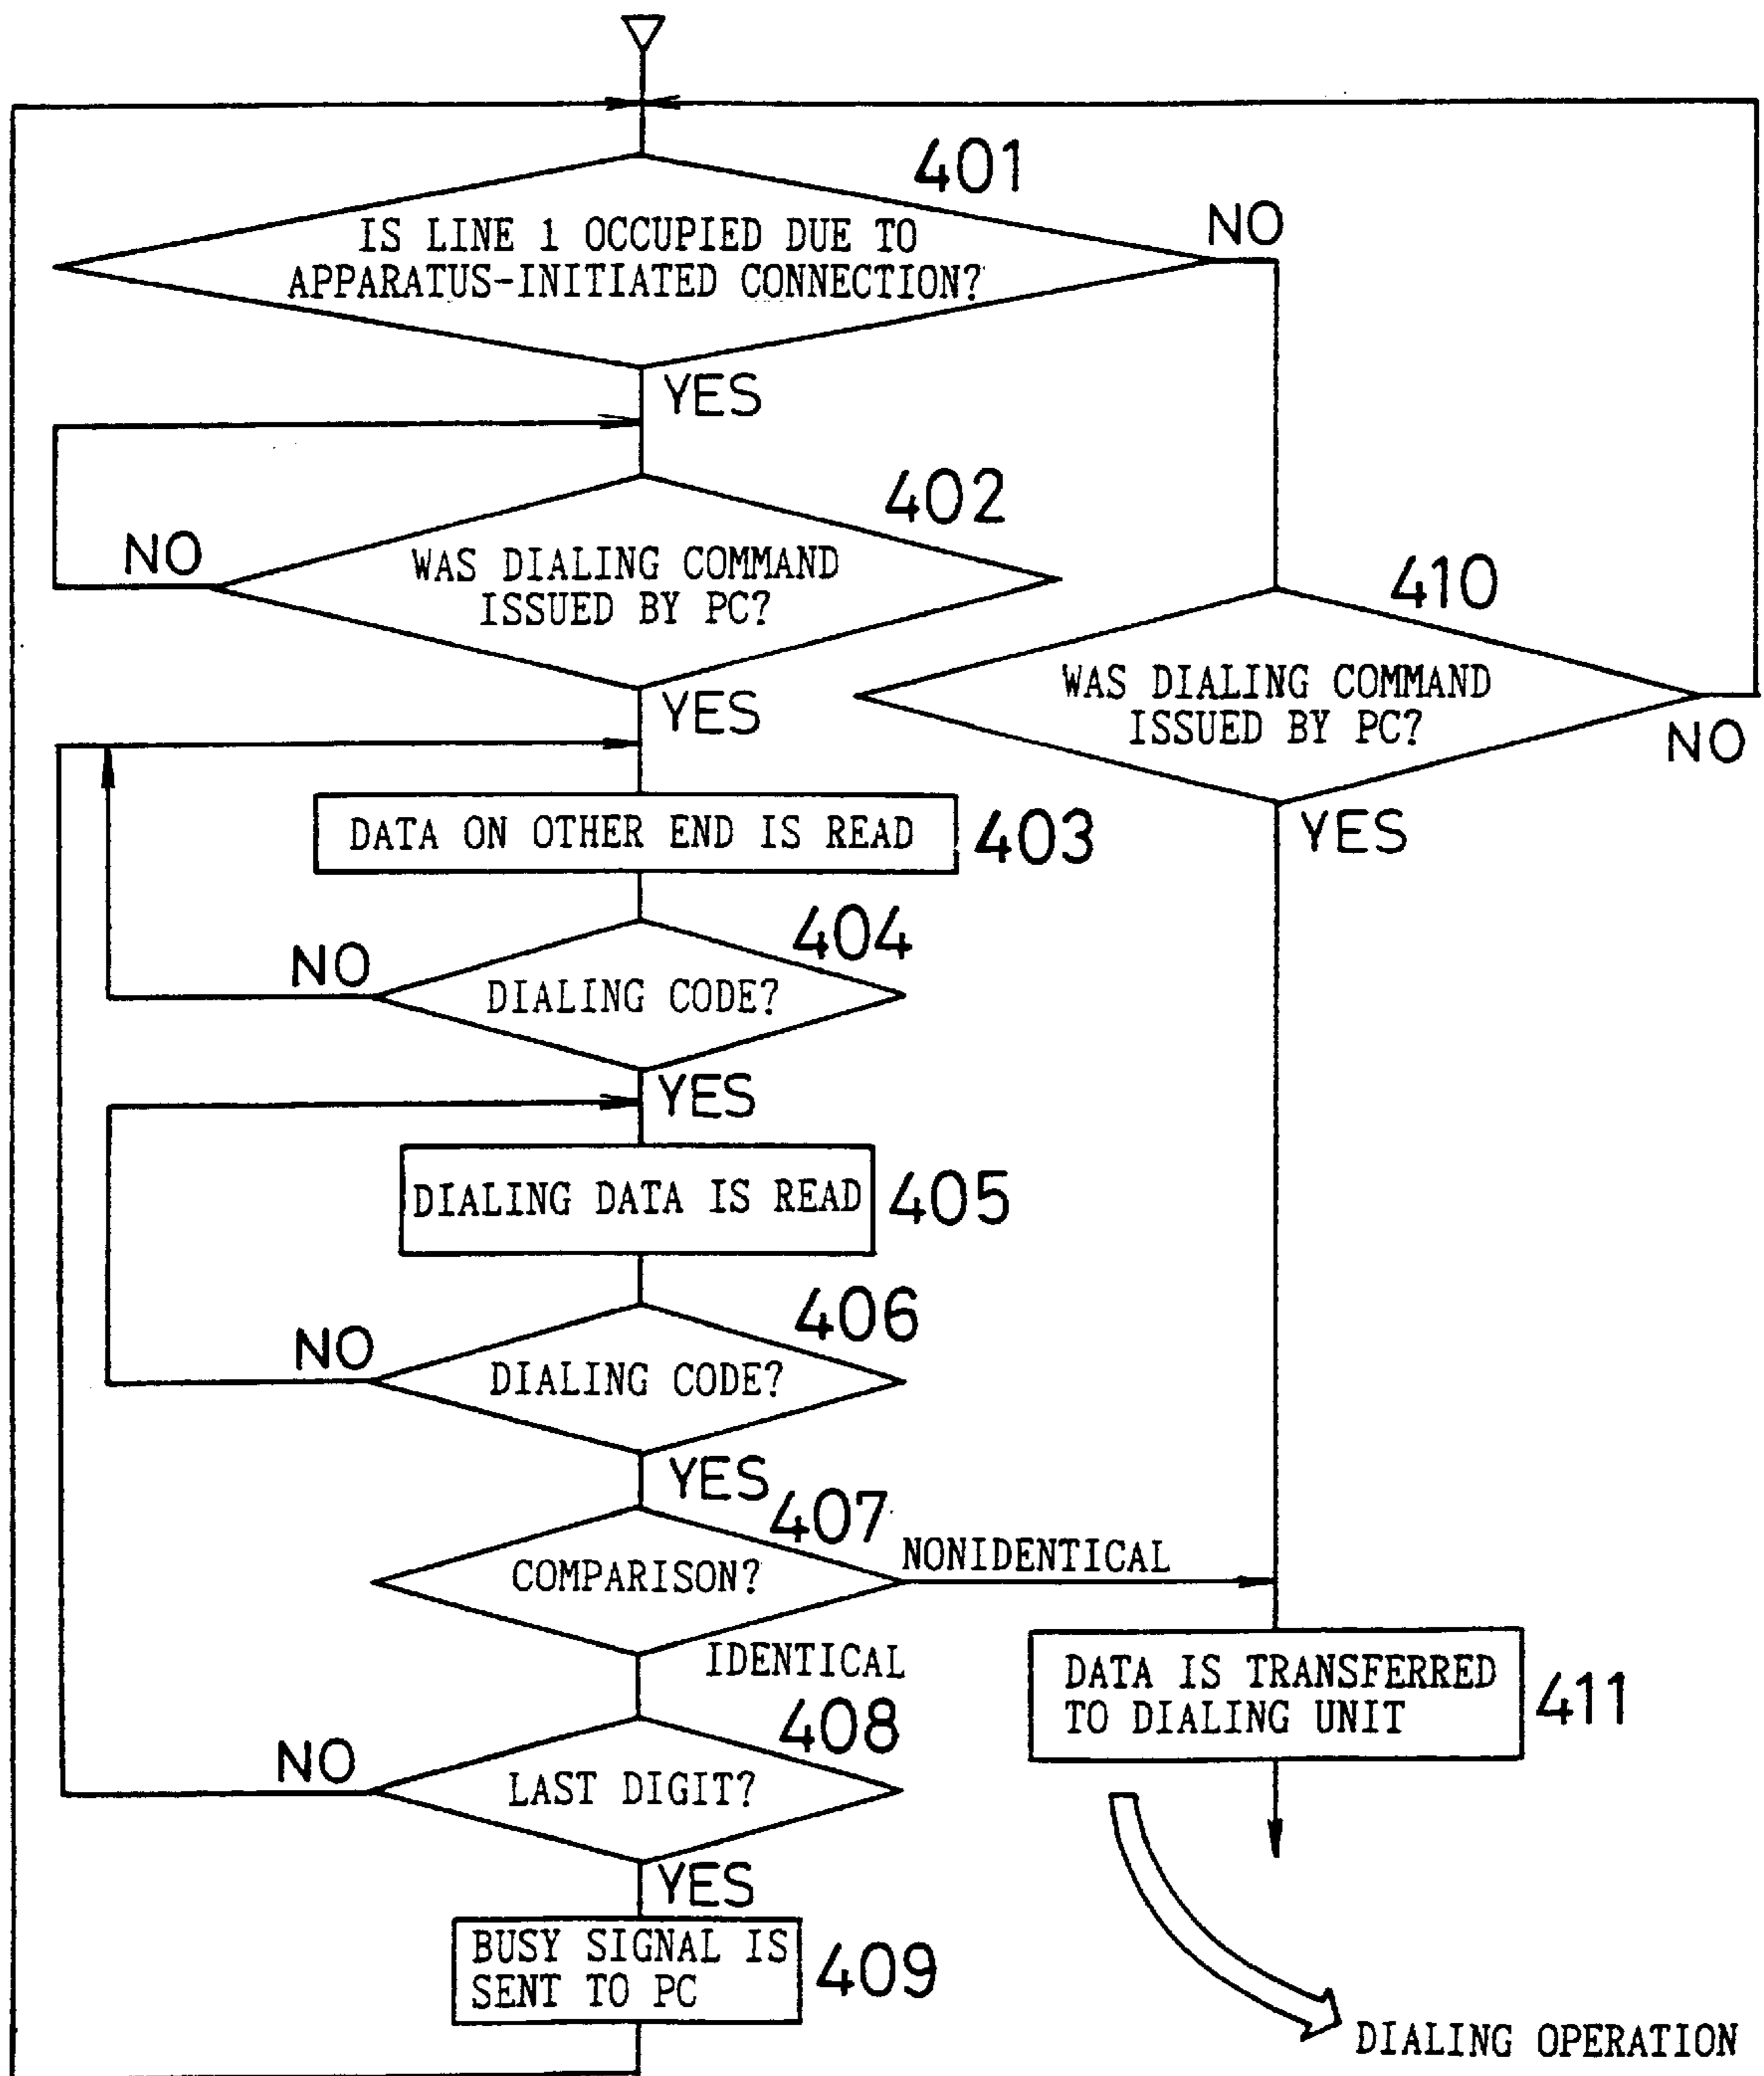 401
IS LINE 1 OCCUPIED DUE TO
APPARATUS-INITIATED CONNECTION?
NO
YES
402
WAS DIALING COMMAND
ISSUED BY PC?
NO
YES
410
WAS DIALING COMMAND
ISSUED BY PC?
NO
YES
DATA ON OTHER END IS READ
403
404
DIALING CODE?
NO
YES
DIALING DATA IS READ
405
406
DIALING CODE?
NO
YES
407
COMPARISON?
NONIDENTICAL
IDENTICAL
DATA IS TRANSFERRED
TO DIALING UNIT
411
408
LAST DIGIT?
NO
YES
BUSY SIGNAL IS
SENT TO PC
409
DIALING OPERATION